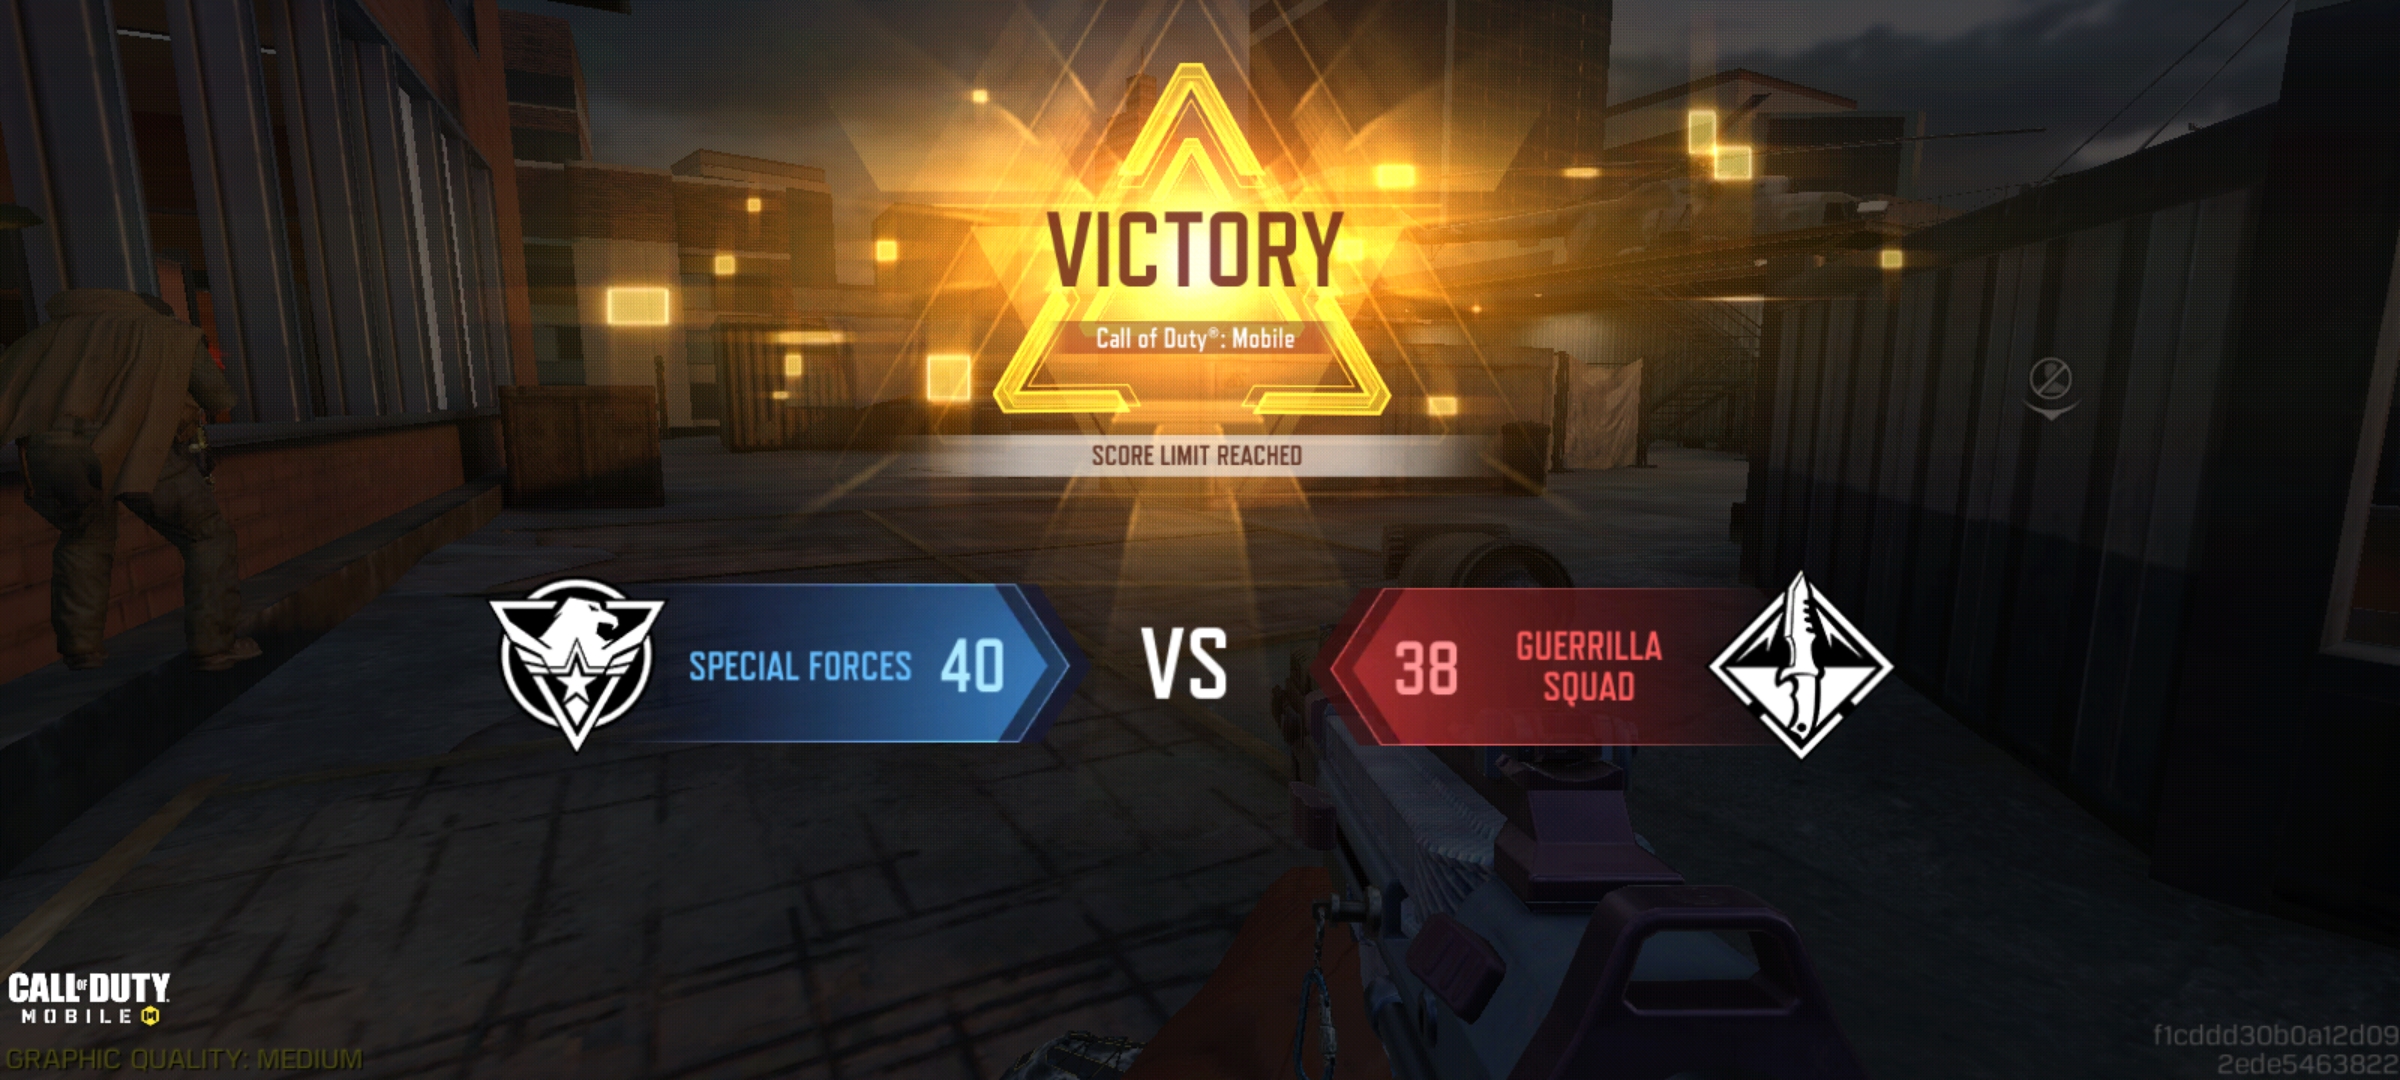 VICTORY
Call of Duty®: Mobile
SCORE LIMIT REACHED
SPECIAL FORCES 40
VS
38 GUERRILLA
SQUAD
CALL OF DUTY.
MOBILE
GRAPHIC QUALITY: MEDIUM
f1cddd30b0a12d09
2ede5463822